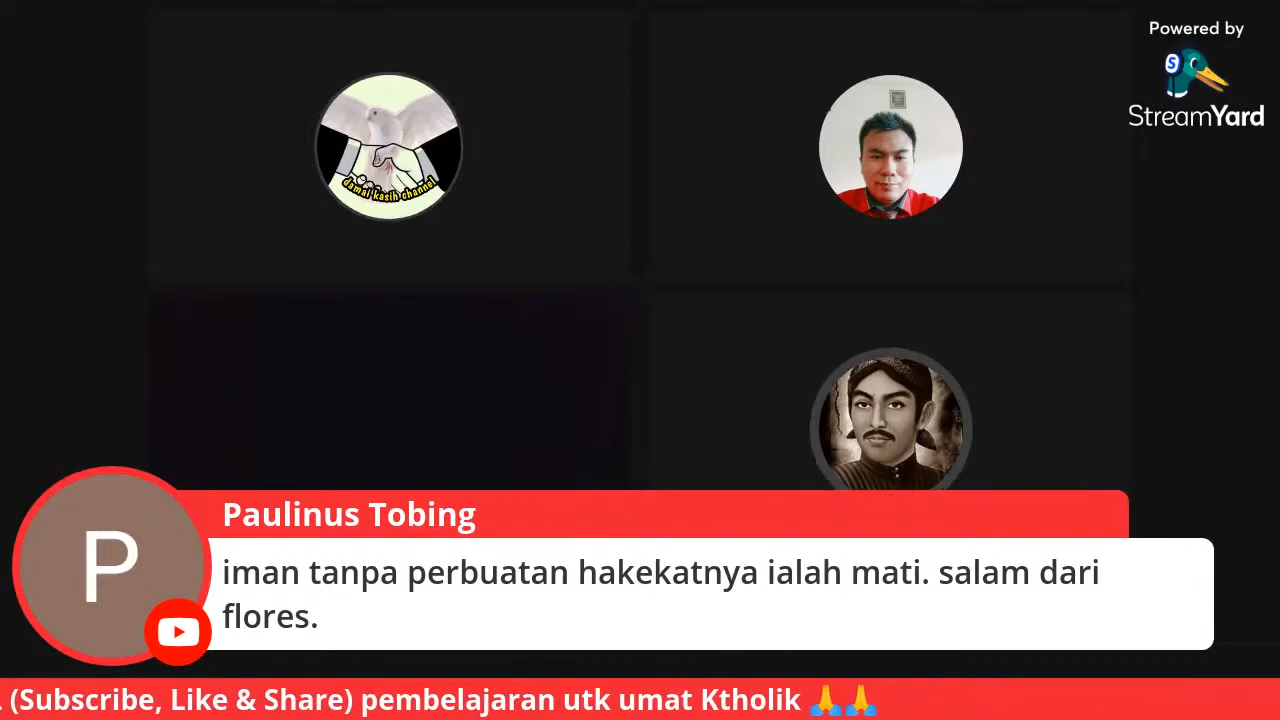 Powered by
StreamYard
damai kasih channel
Paulinus Tobing
P
iman tanpa perbuatan hakekatnya ialah mati. salam dari
flores.
(Subscribe, Like & Share) pembelajaran utk umat Ktholik 🙏🙏